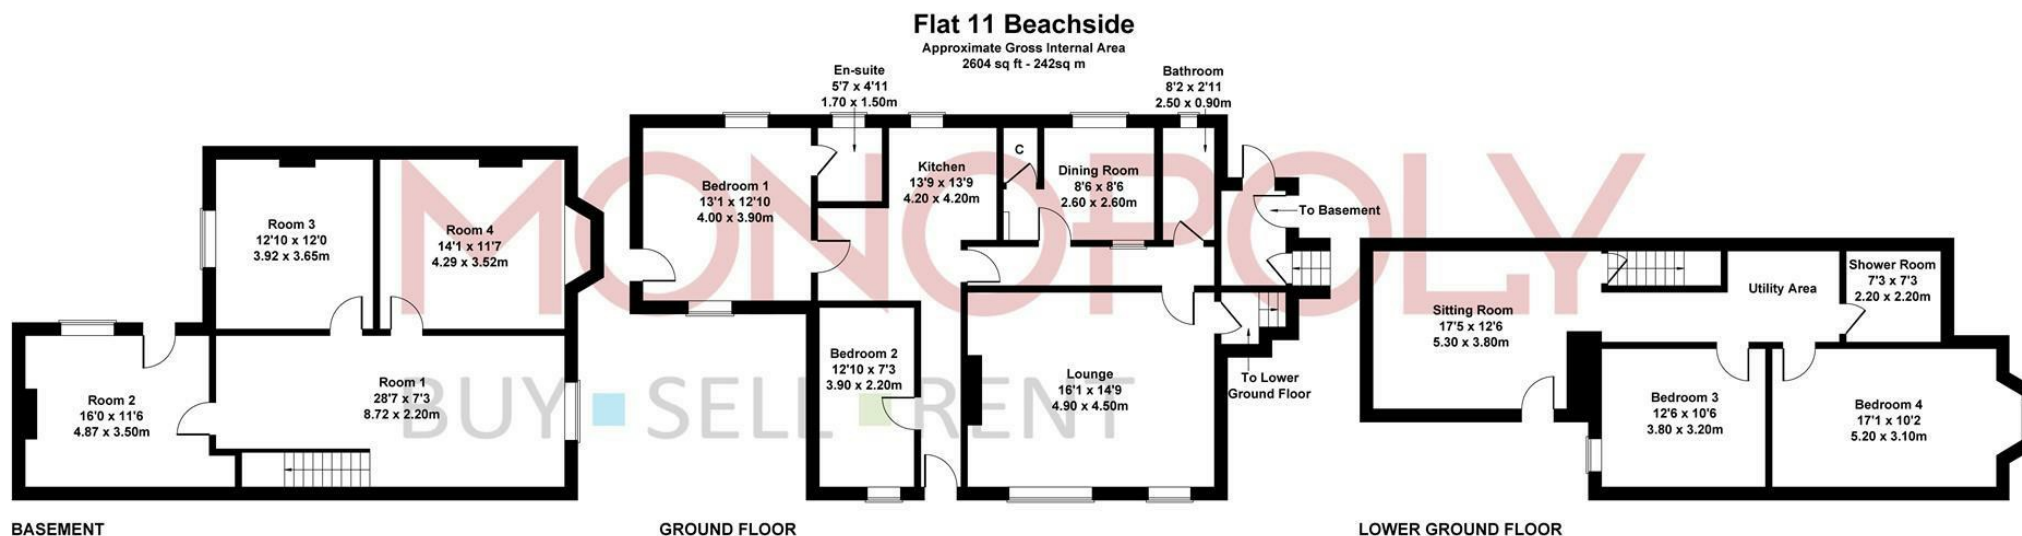 Flat 11 Beachside
Approximate Gross Internal Area
2604 sq ft - 242sq m
MONOPOLY
BUY SELL RENT
Room 3
12'10 x 12'0
3.92 x 3.65m
Room 4
14'1 x 11'7
4.29 x 3.52m
Room 2
16'0 x 11'6
4.87 x 3.50m
Room 1
28'7 x 7'3
8.72 x 2.20m
BASEMENT
En-suite
5'7 x 4'11
1.70 x 1.50m
Bathroom
8'2 x 2'11
2.50 x 0.90m
Bedroom 1
13'1 x 12'10
4.00 x 3.90m
Kitchen
13'9 x 13'9
4.20 x 4.20m
C
Dining Room
8'6 x 8'6
2.60 x 2.60m
To Basement
Bedroom 2
12'10 x 7'3
3.90 x 2.20m
Lounge
16'1 x 14'9
4.90 x 4.50m
To Lower
Ground Floor
GROUND FLOOR
Sitting Room
17'5 x 12'6
5.30 x 3.80m
Utility Area
Shower Room
7'3 x 7'3
2.20 x 2.20m
Bedroom 3
12'6 x 10'6
3.80 x 3.20m
Bedroom 4
17'1 x 10'2
5.20 x 3.10m
LOWER GROUND FLOOR